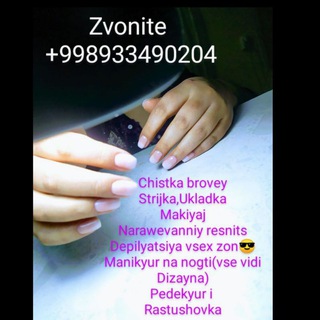 Zvonite
+998933490204
Chistka brovey
Strijka,Ukladka
Makiyaj
Narawevanniy resnits
Depilyatsiya vsex zon😎
Manikyur na nogti(vse vidi
Dizayna)
Pedekyur i
Rastushovka